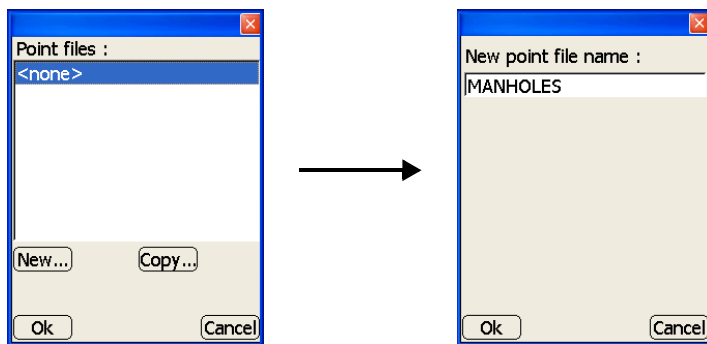 Point files :
<none>
New... Copy...
Ok Cancel
New point file name :
MANHOLES
Ok Cancel